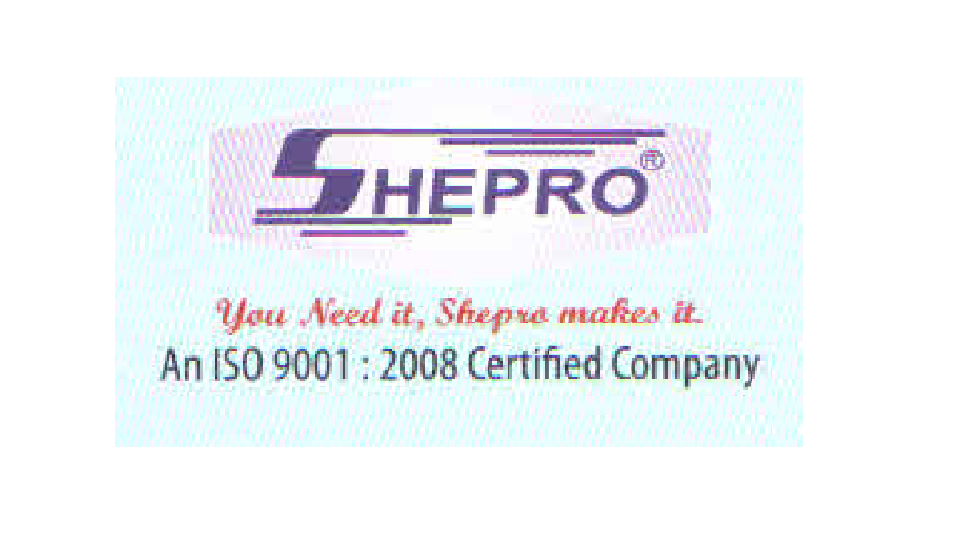 SHEPRO®
You Need it, Shepro makes it.
An ISO 9001 : 2008 Certified Company